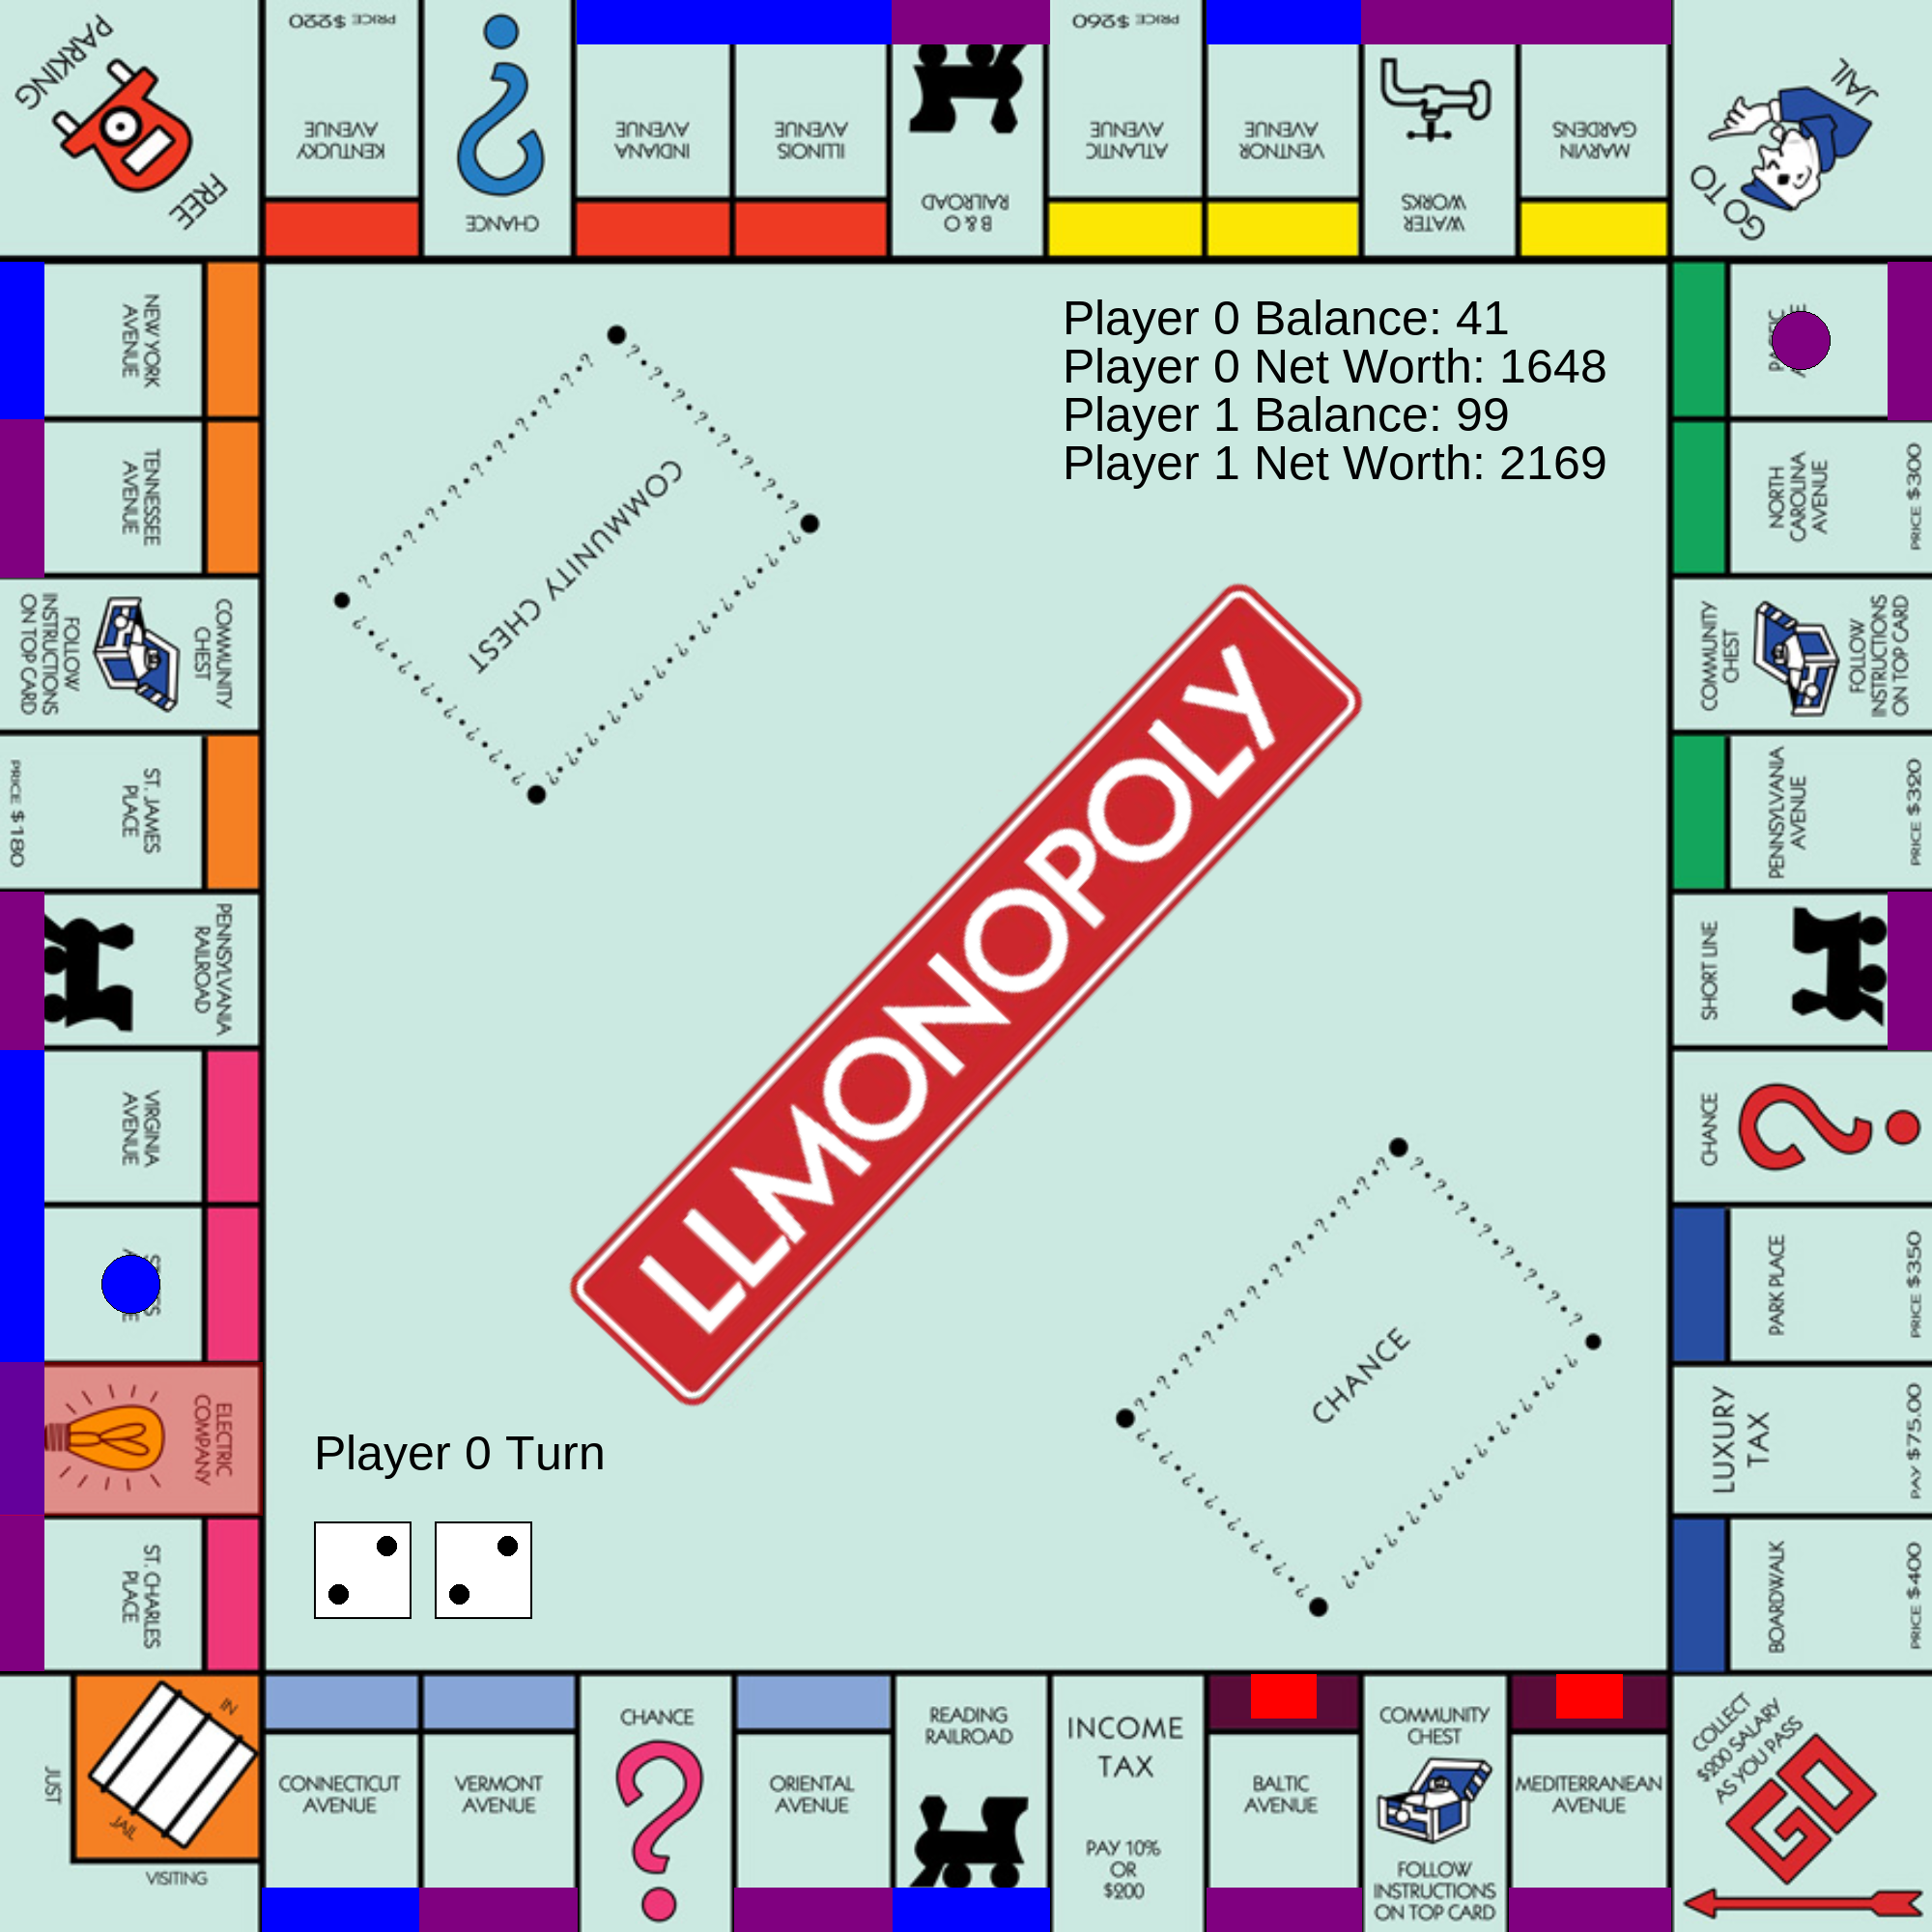 FREE
PARKING
PRICE $220
KENTUCKY
AVENUE
CHANCE
INDIANA
AVENUE
ILLINOIS
AVENUE
B & O
RAILROAD
PRICE $260
ATLANTIC
AVENUE
VENTNOR
AVENUE
WATER
WORKS
MARVIN
GARDENS
GO TO
JAIL
NEW YORK
AVENUE
TENNESSEE
AVENUE
COMMUNITY
CHEST
FOLLOW
INSTRUCTIONS
ON TOP CARD
ST. JAMES
PLACE
PRICE $180
PENNSYLVANIA
RAILROAD
VIRGINIA
AVENUE
ELECTRIC
COMPANY
ST. CHARLES
PLACE
Player 0 Balance: 41
Player 0 Net Worth: 1648
Player 1 Balance: 99
Player 1 Net Worth: 2169
COMMUNITY CHEST
LLMONOPOLY
CHANCE
Player 0 Turn
NORTH
CAROLINA
AVENUE
PRICE $300
COMMUNITY
CHEST
FOLLOW
INSTRUCTIONS
ON TOP CARD
PENNSYLVANIA
AVENUE
PRICE $320
SHORT LINE
CHANCE
PARK PLACE
PRICE $350
LUXURY
TAX
PAY $75.00
BOARDWALK
PRICE $400
IN
JAIL
JUST
VISITING
CONNECTICUT
AVENUE
VERMONT
AVENUE
CHANCE
ORIENTAL
AVENUE
READING
RAILROAD
INCOME
TAX
PAY 10%
OR
$200
BALTIC
AVENUE
COMMUNITY
CHEST
FOLLOW
INSTRUCTIONS
ON TOP CARD
MEDITERRANEAN
AVENUE
COLLECT
$200 SALARY
AS YOU PASS
GO